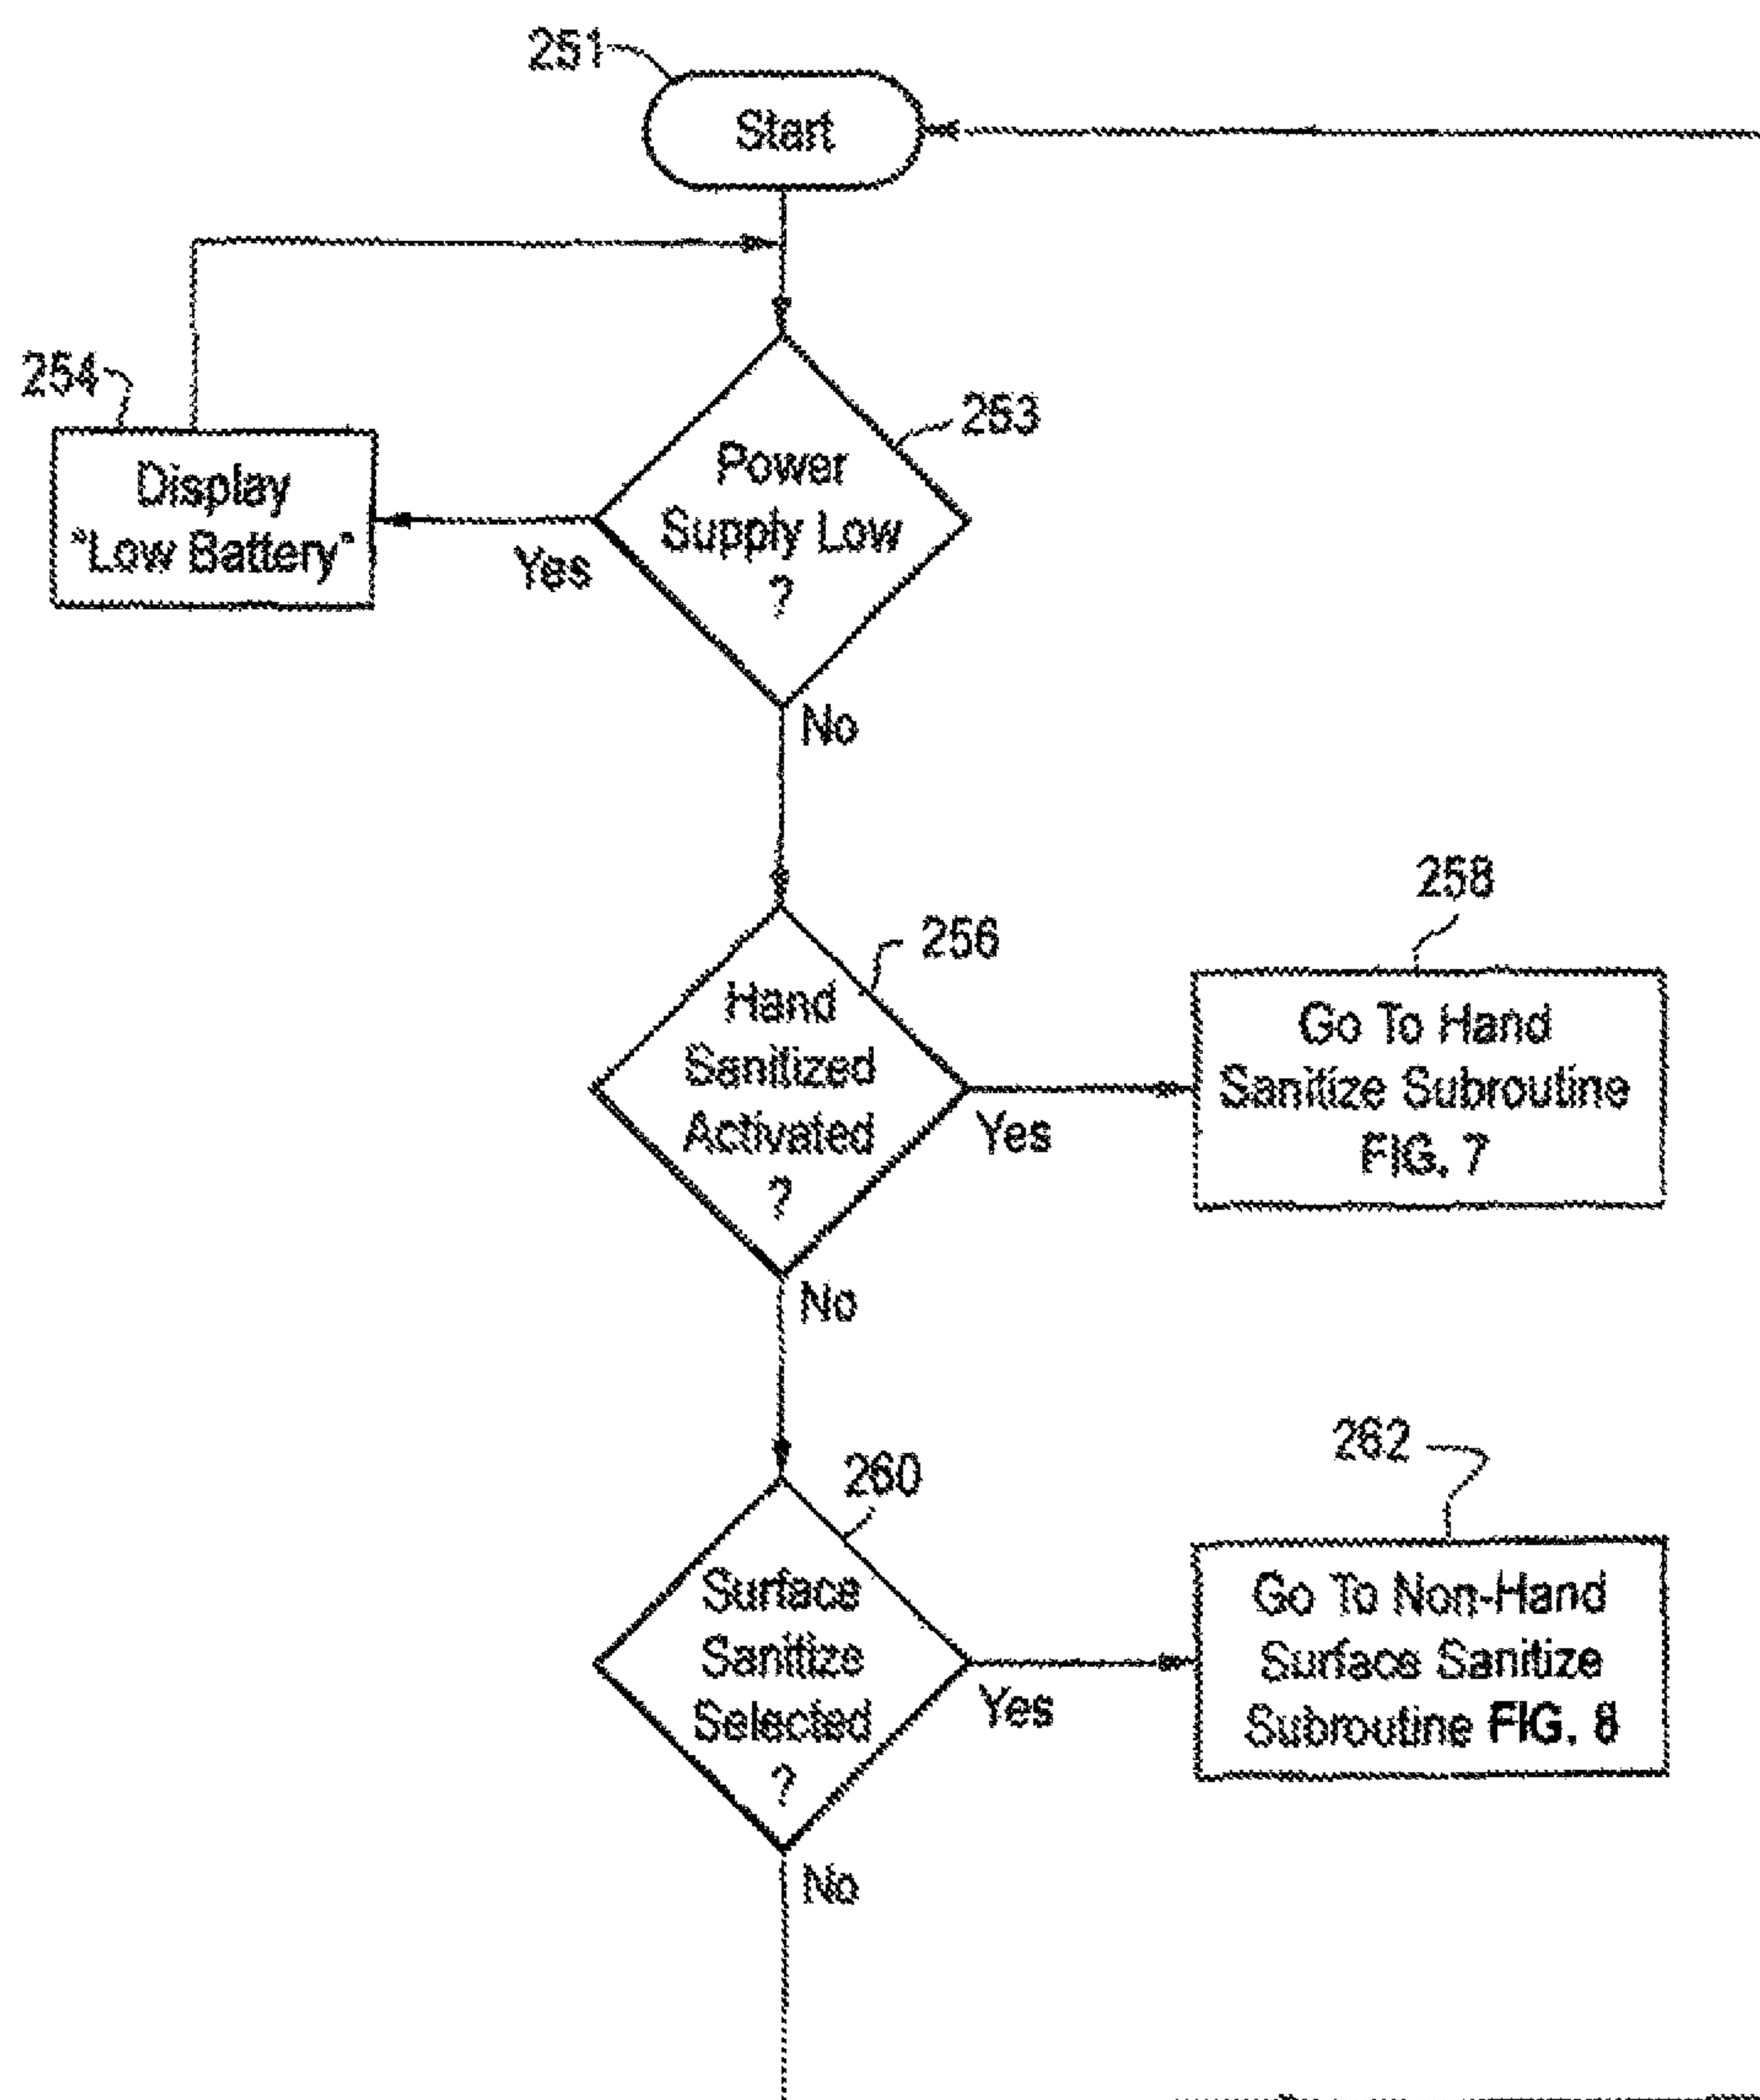 251
Start
254
Display
"Low Battery"
253
Power
Supply Low
?
Yes
No
256
Hand
Sanitized
Activated
?
Yes
No
258
Go To Hand
Sanitize Subroutine
FIG. 7
260
Surface
Sanitize
Selected
?
Yes
No
262
Go To Non-Hand
Surface Sanitize
Subroutine FIG. 8